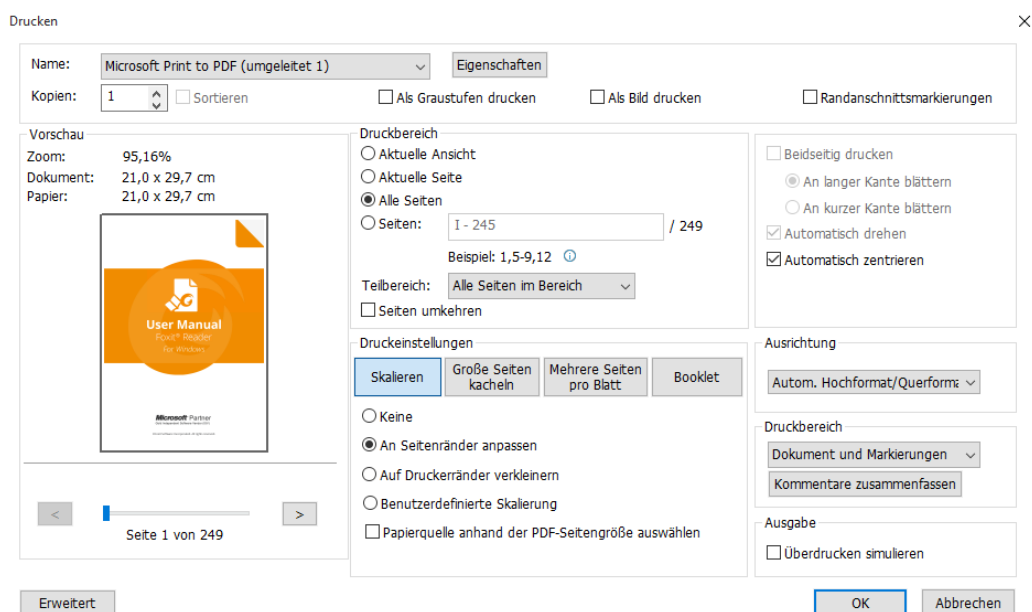 Drucken
Name:
Microsoft Print to PDF (umgeleitet 1)
Eigenschaften
Kopien:
1
Sortieren
Als Graustufen drucken
Als Bild drucken
Randanschnittsmarkierungen
Vorschau
Zoom: 95,16%
Dokument: 21,0 x 29,7 cm
Papier: 21,0 x 29,7 cm
User Manual
Foxit® Reader
For Windows
Microsoft Partner
Seite 1 von 249
<
>
Druckbereich
Aktuelle Ansicht
Aktuelle Seite
Alle Seiten
Seiten:
I - 245
/ 249
Beispiel: 1,5-9,12
Teilbereich:
Alle Seiten im Bereich
Seiten umkehren
Druckeinstellungen
Skalieren
Große Seiten
kacheln
Mehrere Seiten
pro Blatt
Booklet
Keine
An Seitenränder anpassen
Auf Druckerränder verkleinern
Benutzerdefinierte Skalierung
Papierquelle anhand der PDF-Seitengröße auswählen
Beidseitig drucken
An langer Kante blättern
An kurzer Kante blättern
Automatisch drehen
Automatisch zentrieren
Ausrichtung
Autom. Hochformat/Querforma
Druckbereich
Dokument und Markierungen
Kommentare zusammenfassen
Ausgabe
Überdrucken simulieren
Erweitert
OK
Abbrechen